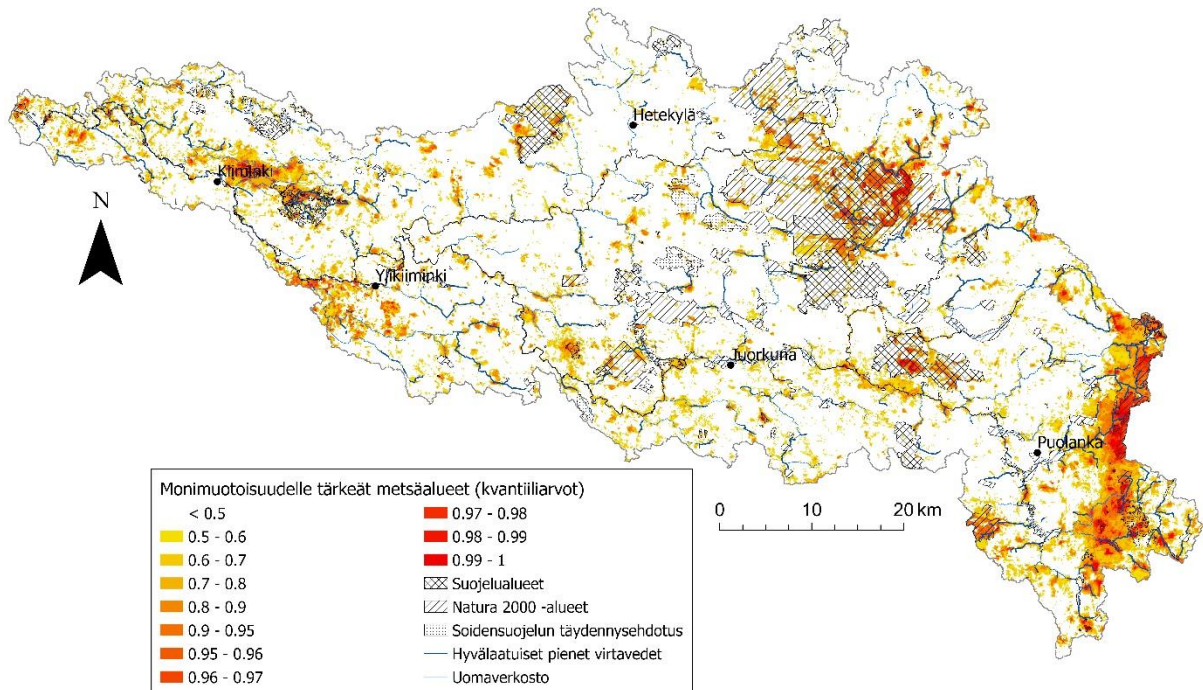 Hetekylä
Kiiminki
N
Ylikiiminki
Juorkuna
Puolanka
Monimuotoisuudelle tärkeät metsäalueet (kvantiiliarvot)
< 0.5
0.5 - 0.6
0.6 - 0.7
0.7 - 0.8
0.8 - 0.9
0.9 - 0.95
0.95 - 0.96
0.96 - 0.97
0.97 - 0.98
0.98 - 0.99
0.99 - 1
Suojelualueet
Natura 2000 -alueet
Soidensuojelun täydennysehdotus
Hyvälaatuiset pienet virtavedet
Uomaverkosto
0 10 20 km